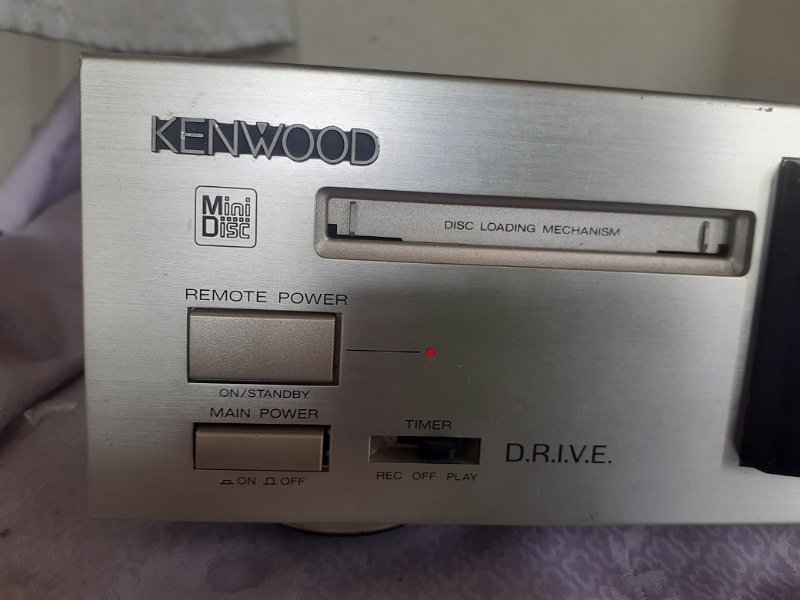 KENWOOD
Mini
Disc
DISC LOADING MECHANISM
REMOTE POWER
ON/STANDBY
MAIN POWER
ON OFF
TIMER
REC OFF PLAY
D.R.I.V.E.